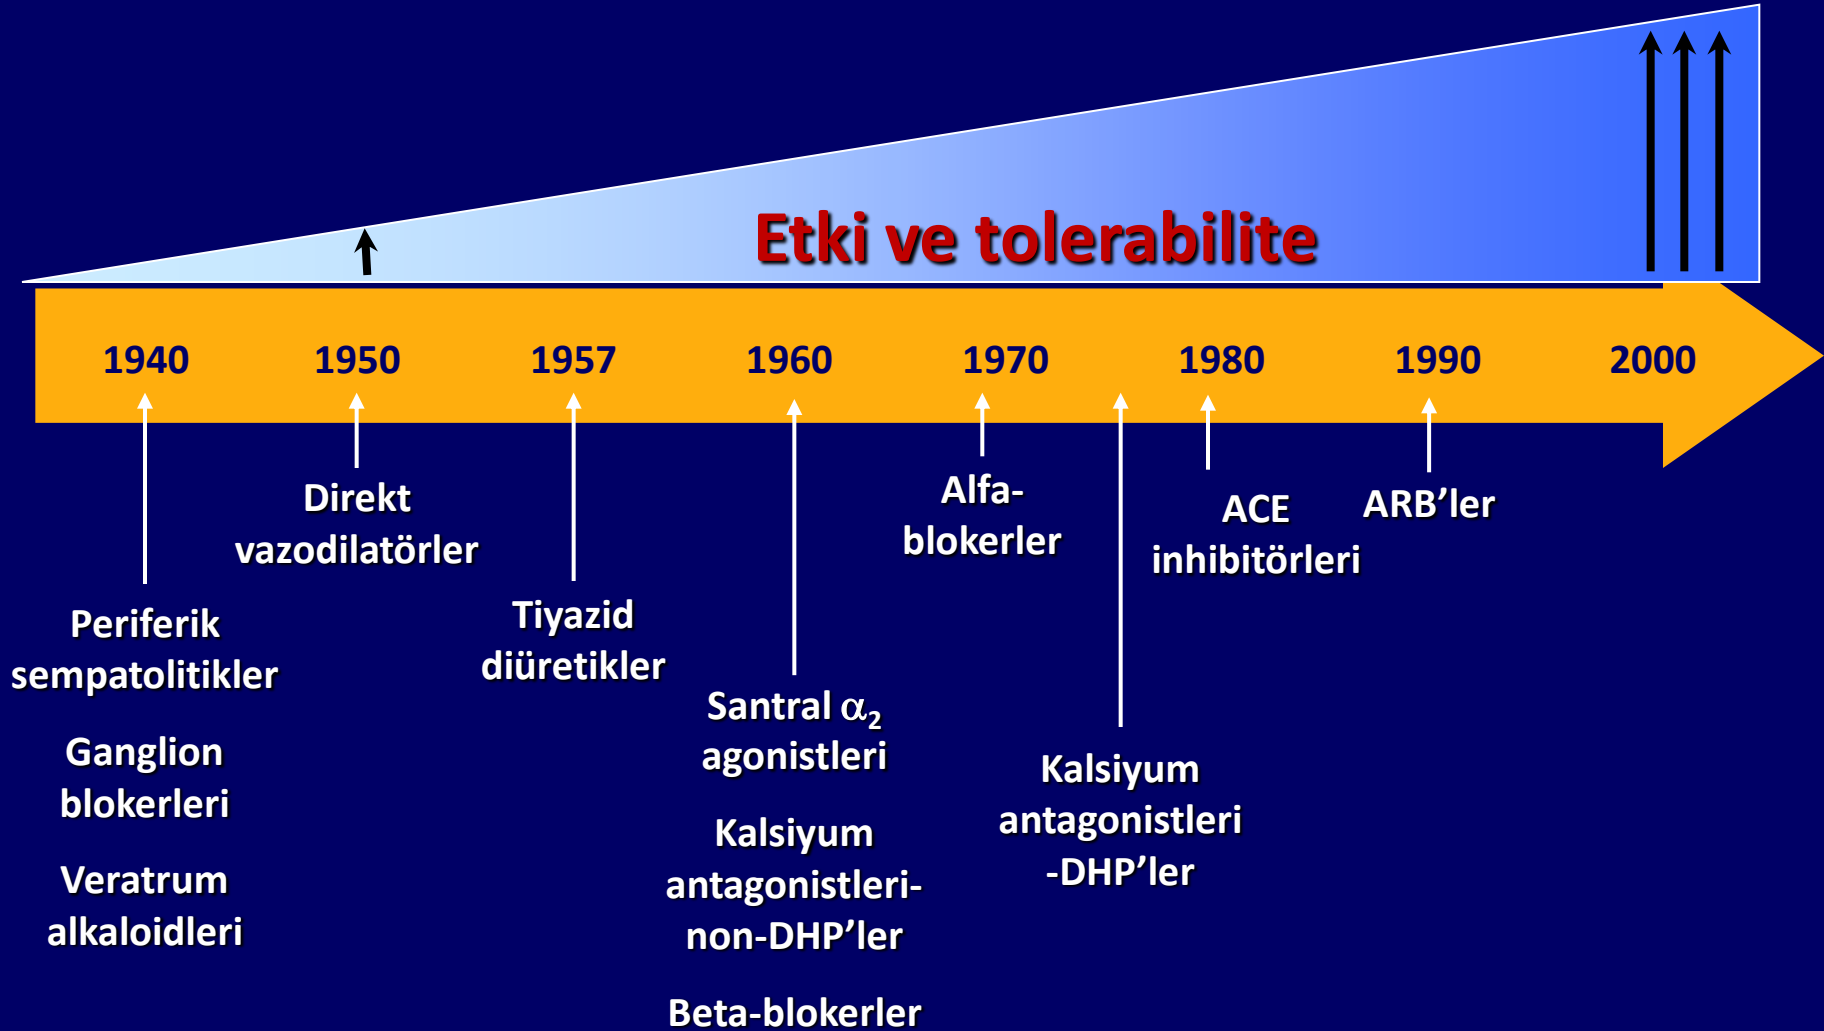 Etki ve tolerabilite
1940
1950
1957
1960
1970
1980
1990
2000
Periferik
sempatolitikler
Ganglion
blokerleri
Veratrum
alkaloidleri
Direkt
vazodilatörler
Tiyazid
diüretikler
Santral α₂
agonistleri
Kalsiyum
antagonistleri-
non-DHP’ler
Beta-blokerler
Alfa-
blokerler
Kalsiyum
antagonistleri
-DHP’ler
ACE
inhibitörleri
ARB’ler